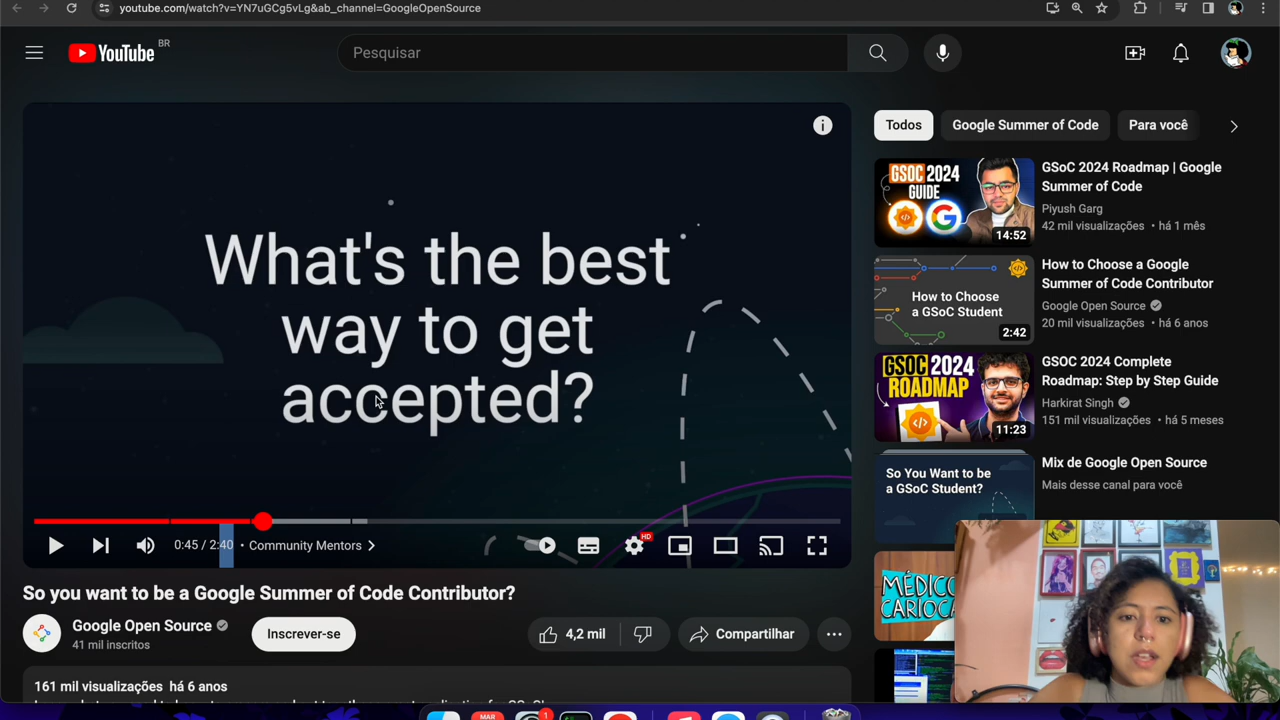 youtube.com/watch?v=YN7uGCg5vLg&ab_channel=GoogleOpenSource
YouTube BR
Pesquisar
What's the best
way to get
accepted?
0:45 / 2:40 • Community Mentors
HD
So you want to be a Google Summer of Code Contributor?
Google Open Source
41 mil inscritos
Inscrever-se
4,2 mil
Compartilhar
161 mil visualizações há 6 anos
Todos
Google Summer of Code
Para você
GSOC 2024
GUIDE
14:52
GSoC 2024 Roadmap | Google
Summer of Code
Piyush Garg
42 mil visualizações • há 1 mês
How to Choose
a GSoC Student
2:42
How to Choose a Google
Summer of Code Contributor
Google Open Source
20 mil visualizações • há 6 anos
GSOC 2024
ROADMAP
11:23
GSOC 2024 Complete
Roadmap: Step by Step Guide
Harkirat Singh
151 mil visualizações • há 5 meses
So You Want to be
a GSoC Student?
Mix de Google Open Source
Mais desse canal para você
MÉDICO
CARIOCA
MAR
1